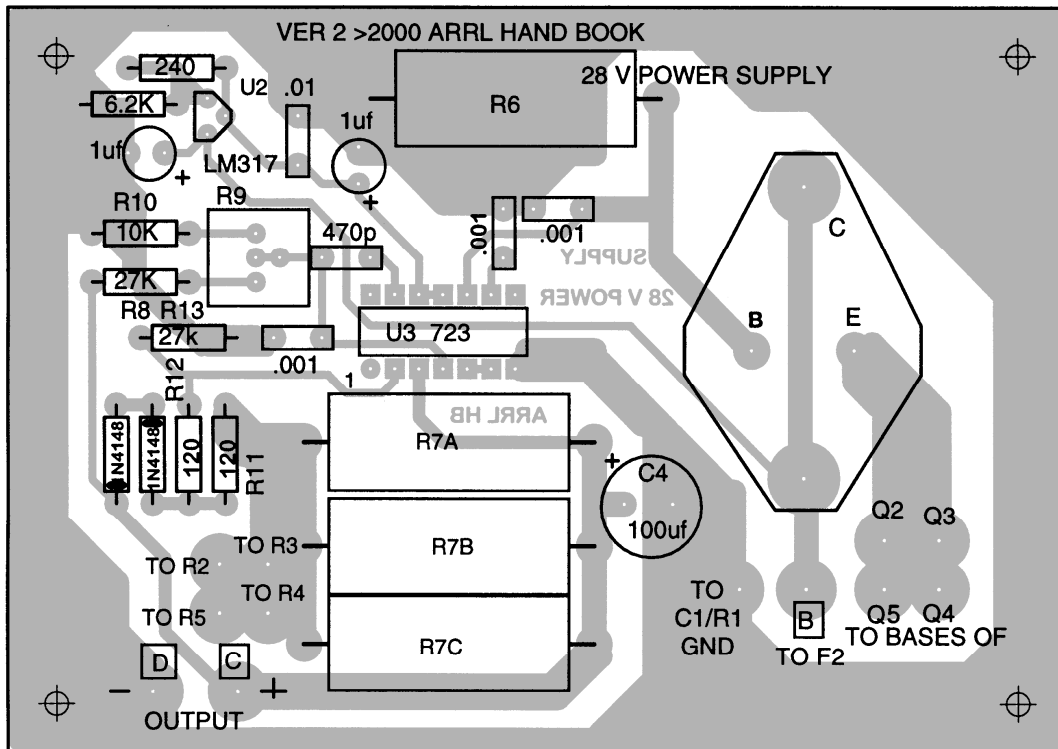 VER 2 >2000 ARRL HAND BOOK
28 V POWER SUPPLY
240
6.2K
U2
.01
R6
1uf
1uf
+
LM317
+
R10
R9
10K
470p
.001
.001
C
SUPPLY
27K
28 V POWER
R8 R13
27k
.001
U3 723
B
E
R12
1
ARRL HB
1N4148
1N4148
120
120
R11
R7A
+
C4
100uf
Q2
Q3
TO R3
R7B
TO R2
TO R4
TO R5
TO
C1/R1
GND
B
TO F2
Q5
Q4
TO BASES OF
R7C
D
C
-
+
OUTPUT